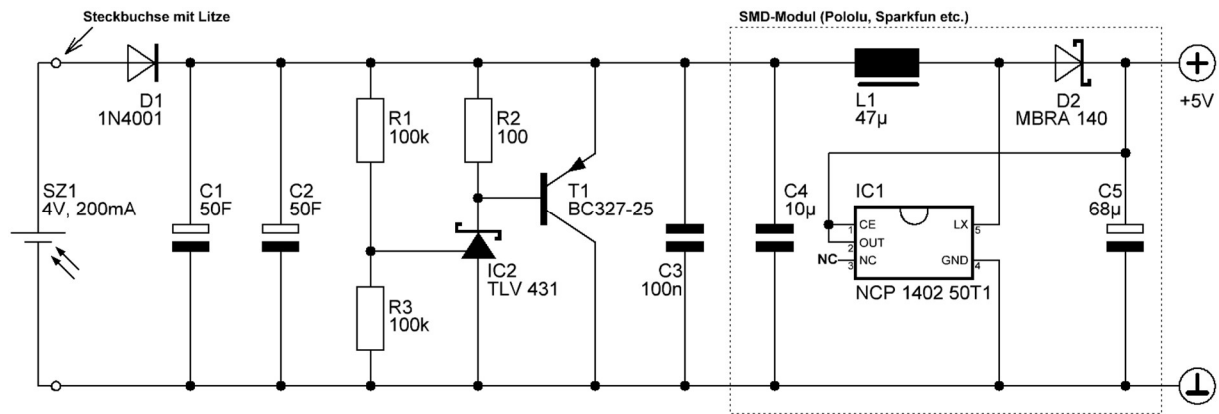 Steckbuchse mit Litze
SMD-Modul (Pololu, Sparkfun etc.)
D1
1N4001
R1
100k
R2
100
L1
47µ
D2
MBRA 140
+5V
SZ1
4V, 200mA
C1
50F
C2
50F
T1
BC327-25
C4
10µ
IC1
C5
68µ
CE
LX
1
5
OUT
2
NC
NC
GND
3
4
IC2
TLV 431
C3
100n
NCP 1402 50T1
R3
100k